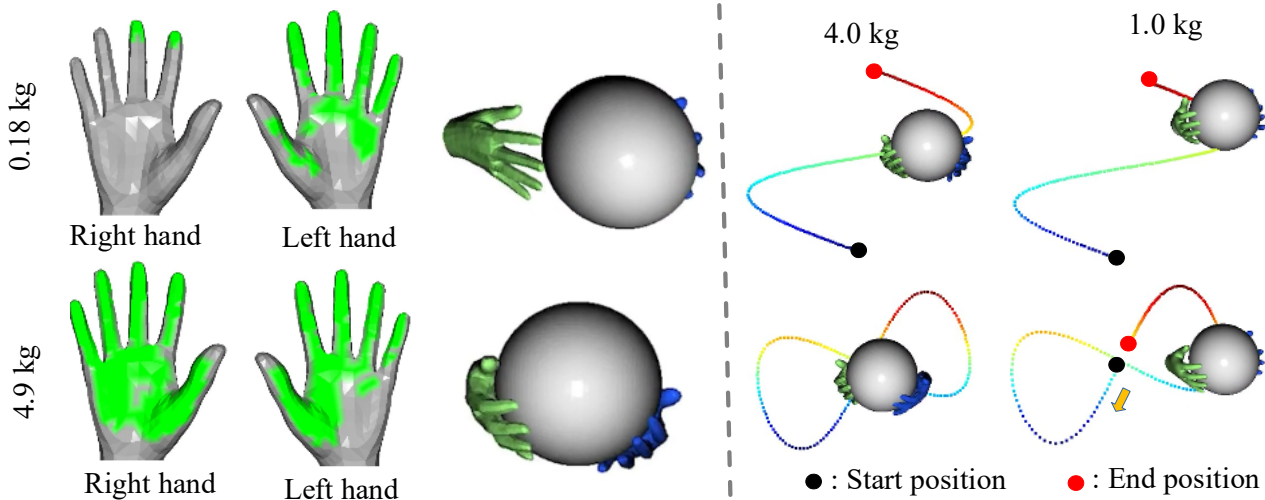 0.18 kg
Right hand
Left hand
4.9 kg
Right hand
Left hand
4.0 kg
1.0 kg
: Start position
: End position